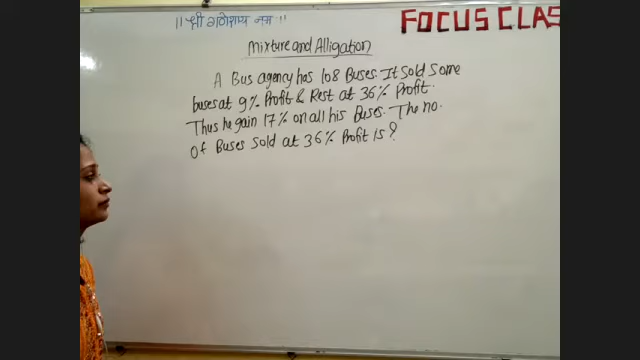 ।। श्री गणेशाय नमः ।।
FOCUS CLAS
Mixture and Alligation
A Bus agency has 108 Buses. It sold Some
buses at 9% Profit & Rest at 36% Profit.
Thus he gain 17% on all his Buses. The no.
Of Buses Sold at 36% Profit is ?